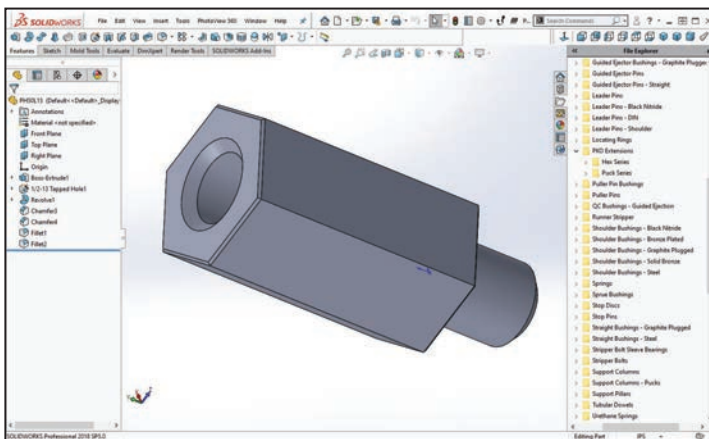 SOLIDWORKS
File Edit View Insert Tools PhotoView 360 Window Help
Search Commands
Features Sketch Mold Tools Evaluate DimXpert Render Tools SOLIDWORKS Add-Ins
File Explorer
PH50L15 (Default<<Default>_Display
Annotations
Material <not specified>
Front Plane
Top Plane
Right Plane
Origin
Boss-Extrude1
1/2-13 Tapped Hole1
Revolve1
Chamfer3
Chamfer4
Fillet1
Fillet2
Guided Ejector Bushings - Graphite Plugged
Guided Ejector Pins
Guided Ejector Pins - Straight
Leader Pins
Leader Pins - Black Nitride
Leader Pins - DIN
Leader Pins - Shoulder
Locating Rings
PKO Extensions
Hex Series
Puck Series
Puller Pin Bushings
Puller Pins
QC Bushings - Guided Ejection
Runner Stripper
Shoulder Bushings - Black Nitride
Shoulder Bushings - Bronze Plated
Shoulder Bushings - Graphite Plugged
Shoulder Bushings - Solid Bronze
Shoulder Bushings - Steel
Springs
Sprue Bushings
Stop Discs
Stop Pins
Straight Bushings - Graphite Plugged
Straight Bushings - Steel
Stripper Bolt Sleeve Bearings
Stripper Bolts
Support Columns
Support Columns - Pucks
Support Pillars
Tubular Dowels
Urethane Springs
SOLIDWORKS Professional 2018 SP5.0
Editing Part IPS